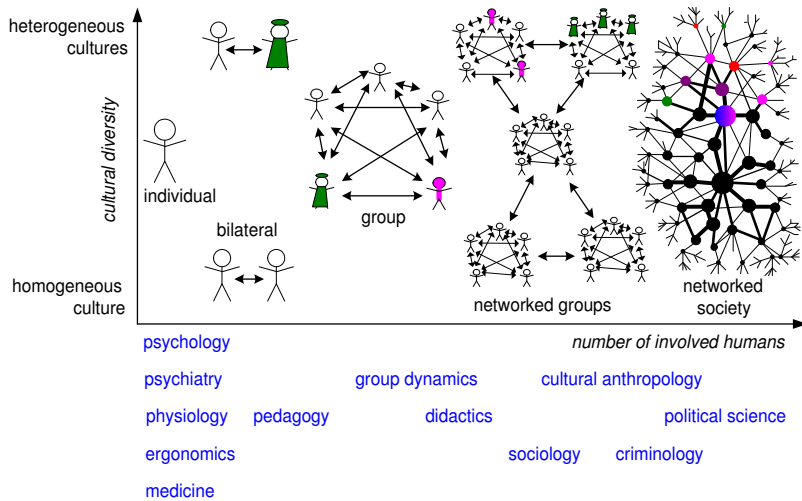 heterogeneous
cultures
cultural diversity
individual
bilateral
group
homogeneous
culture
networked groups
networked
society
number of involved humans
psychology
psychiatry
group dynamics
cultural anthropology
physiology
pedagogy
didactics
political science
ergonomics
sociology
criminology
medicine